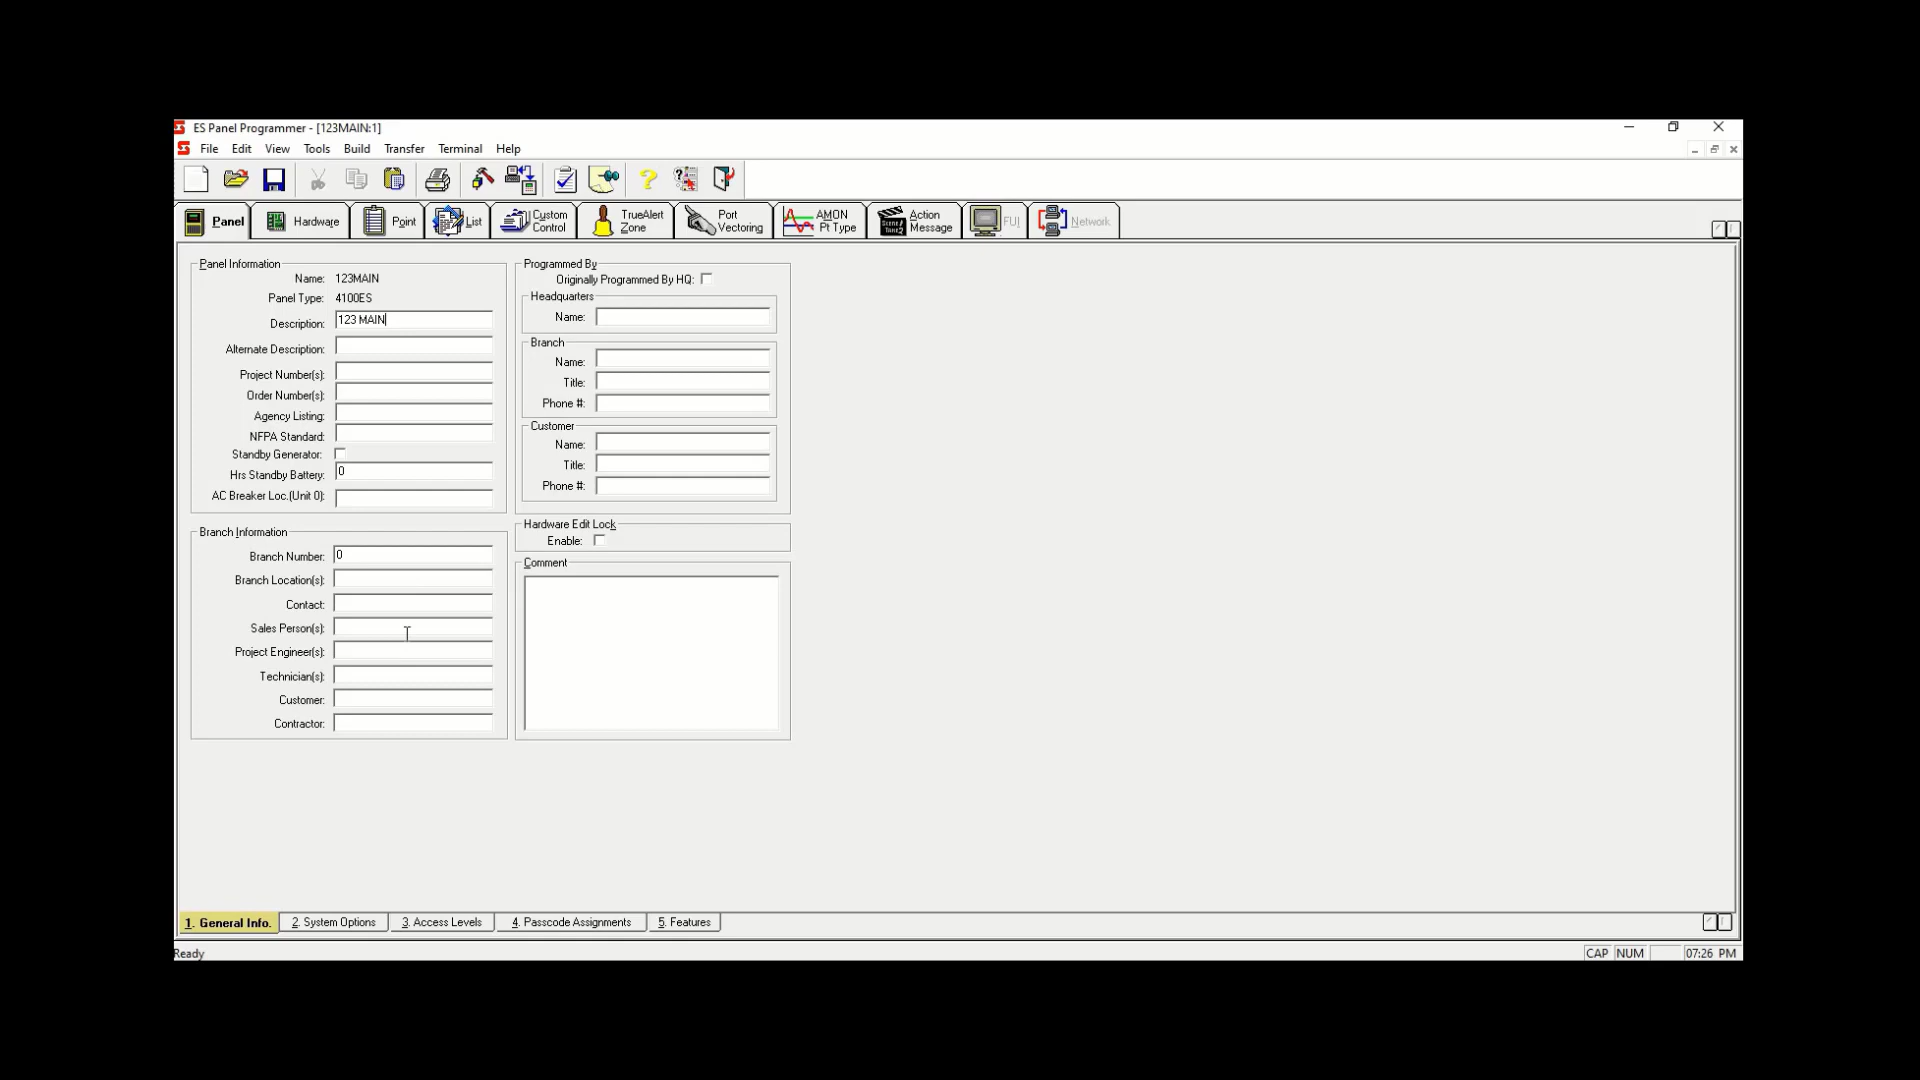 ES Panel Programmer - [123MAIN:1]
File Edit View Tools Build Transfer Terminal Help
Panel Hardware Point List Custom Control TrueAlert Zone Port Vectoring AMON Pt Type Action Message FUI Network
Panel Information
Name: 123MAIN
Panel Type: 4100ES
Description: 123 MAIN
Alternate Description:
Project Number(s):
Order Number(s):
Agency Listing:
NFPA Standard:
Standby Generator:
Hrs Standby Battery: 0
AC Breaker Loc.(Unit 0):
Branch Information
Branch Number: 0
Branch Location(s):
Contact:
Sales Person(s):
Project Engineer(s):
Technician(s):
Customer:
Contractor:
Programmed By
Originally Programmed By HQ:
Headquarters
Name:
Branch
Name:
Title:
Phone #:
Customer
Name:
Title:
Phone #:
Hardware Edit Lock
Enable:
Comment
1. General Info. 2. System Options 3. Access Levels 4. Passcode Assignments 5. Features
Ready CAP NUM 07:26 PM